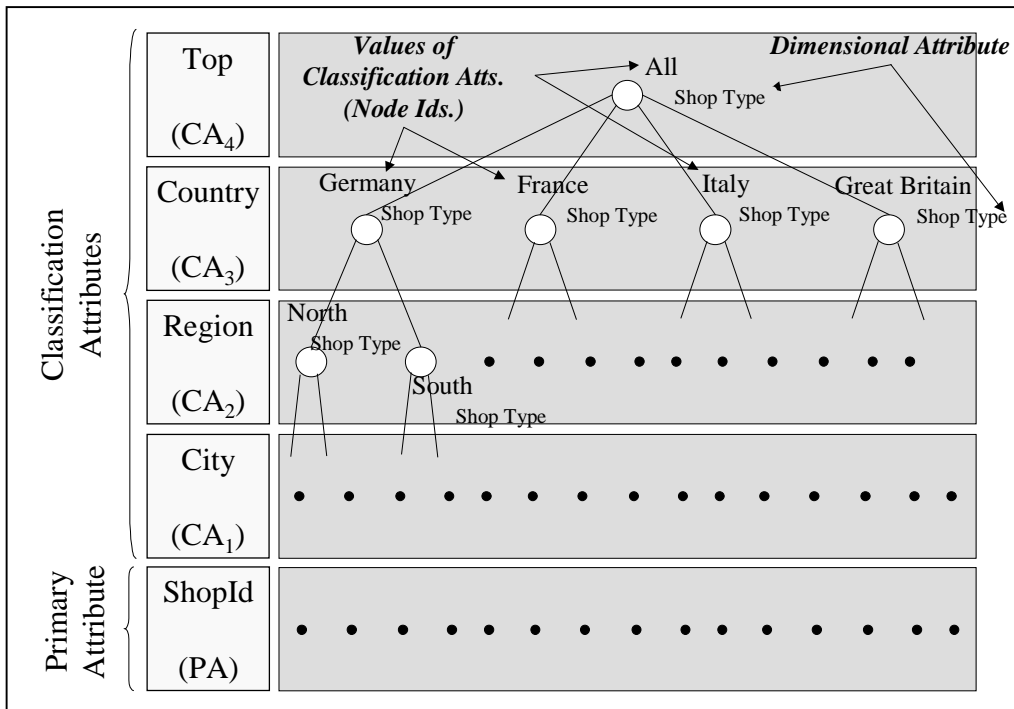 Top
(CA4)
Values of
Classification Atts.
(Node Ids.)
Dimensional Attribute
All
Shop Type
Classification
Attributes
Country
(CA3)
Germany
Shop Type
France
Shop Type
Italy
Shop Type
Great Britain
Shop Type
Region
(CA2)
North
Shop Type
South
Shop Type
City
(CA1)
Primary
Attribute
ShopId
(PA)